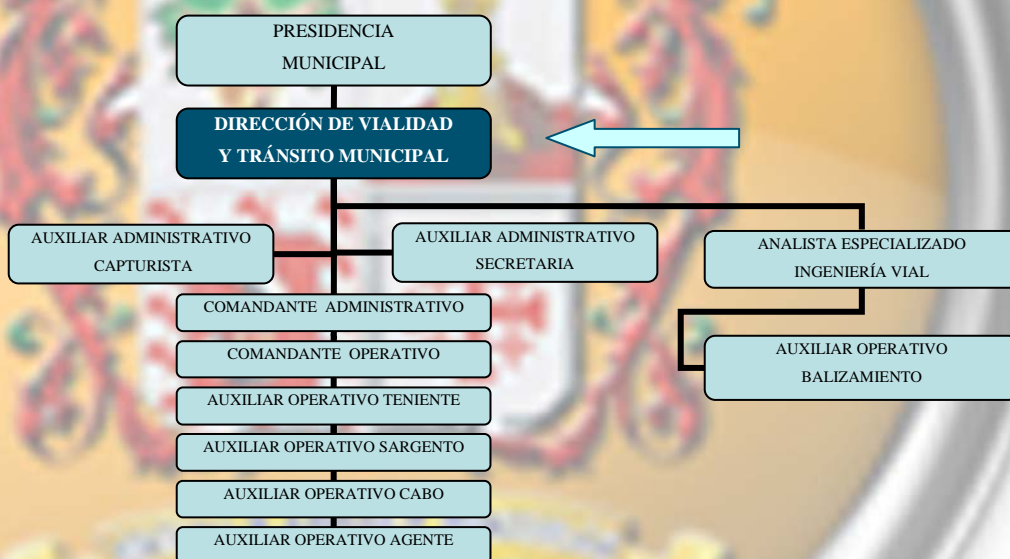 PRESIDENCIA
MUNICIPAL
DIRECCIÓN DE VIALIDAD
Y TRÁNSITO MUNICIPAL
AUXILIAR ADMINISTRATIVO
CAPTURISTA
AUXILIAR ADMINISTRATIVO
SECRETARIA
ANALISTA ESPECIALIZADO
INGENIERÍA VIAL
COMANDANTE ADMINISTRATIVO
COMANDANTE OPERATIVO
AUXILIAR OPERATIVO
BALIZAMIENTO
AUXILIAR OPERATIVO TENIENTE
AUXILIAR OPERATIVO SARGENTO
AUXILIAR OPERATIVO CABO
AUXILIAR OPERATIVO AGENTE